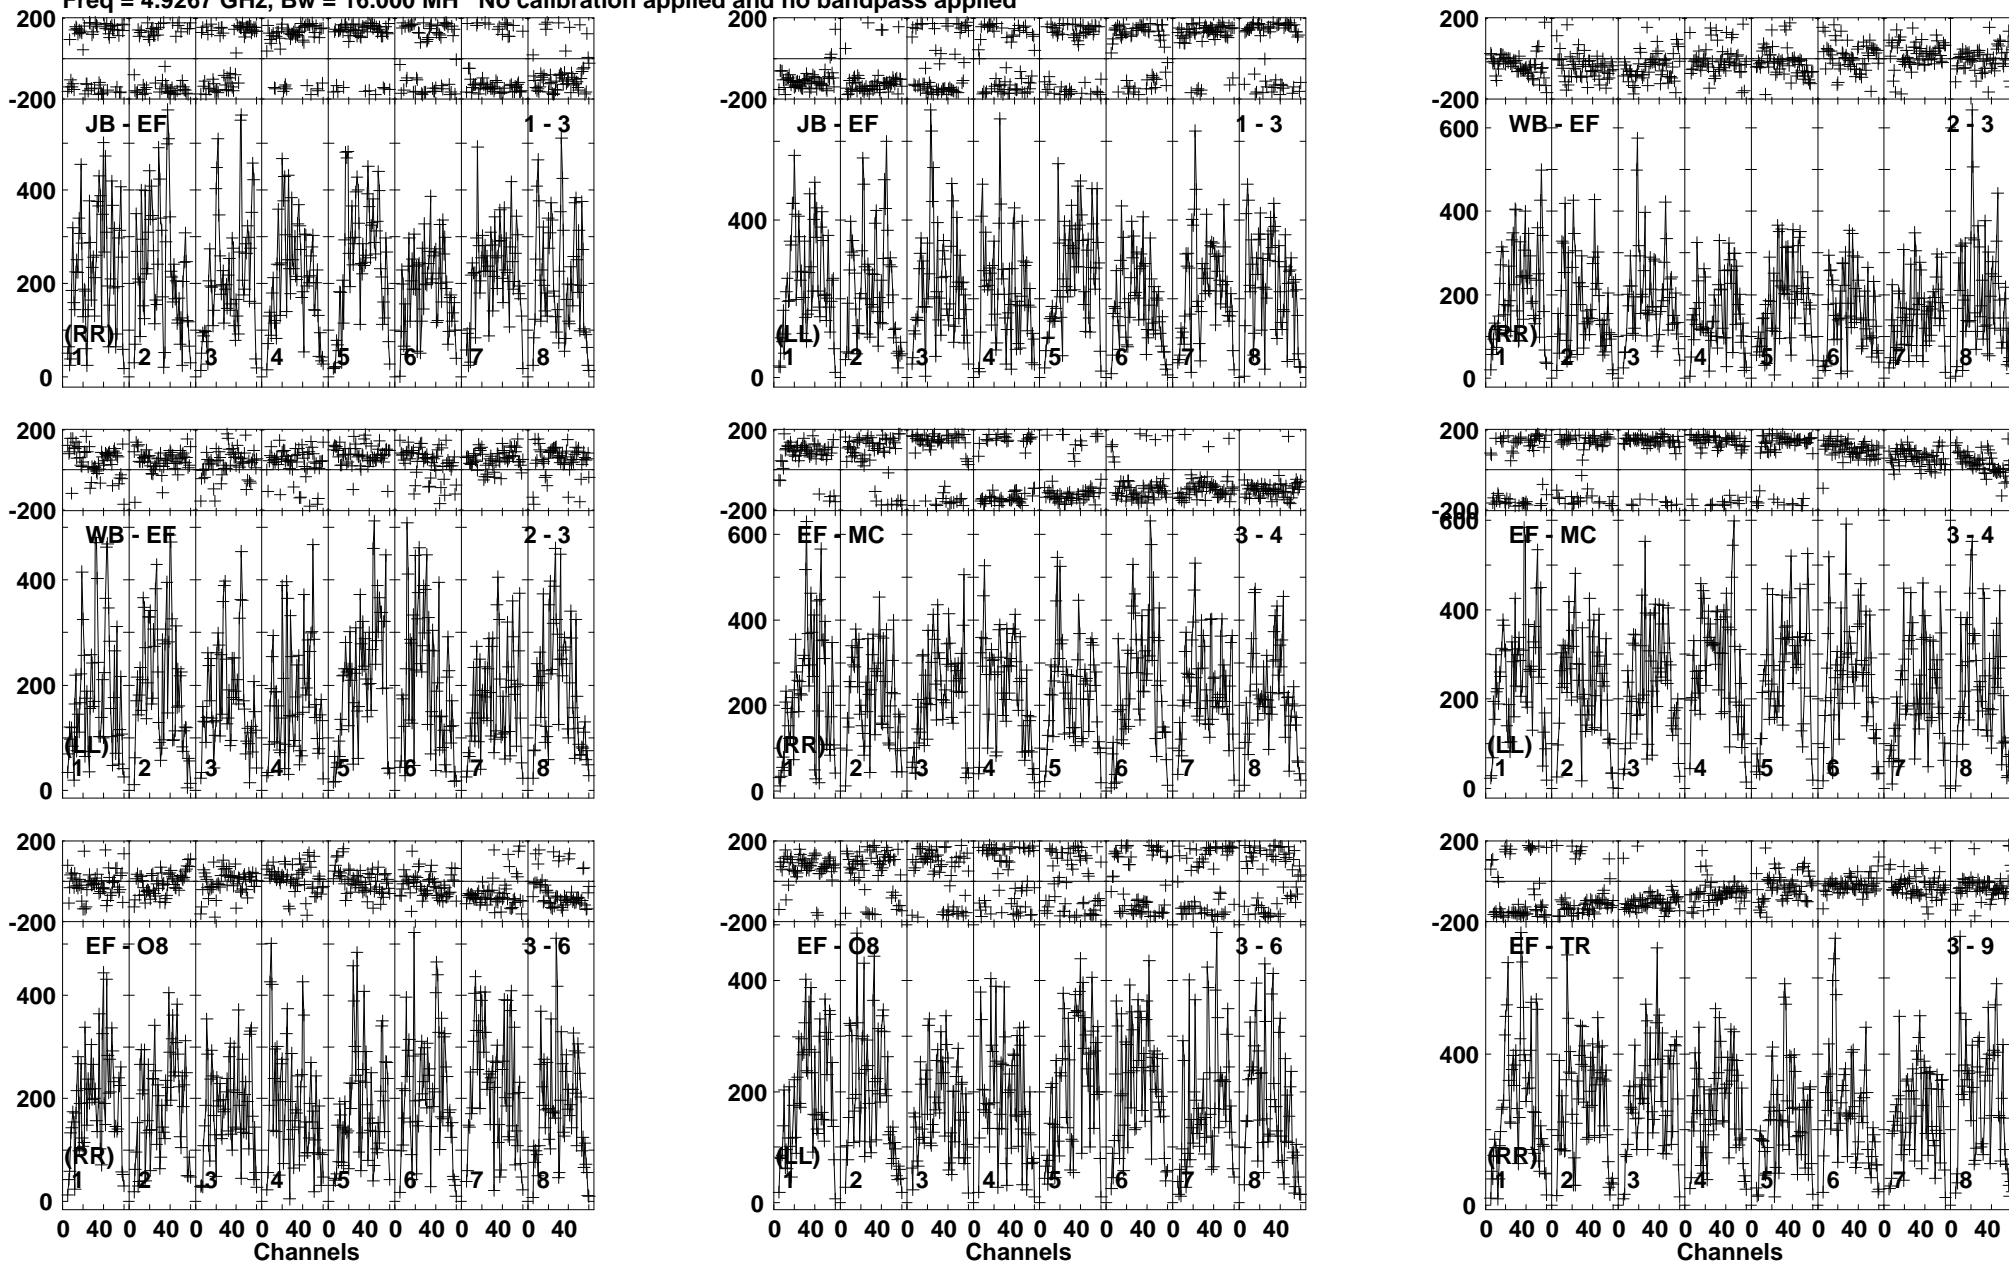 Freq = 4.9267 GHz, Bw = 16.000 MH No calibration applied and no bandpass applied
200 200 200
-200 -200 -200
JB - EF 1 - 3 JB - EF 1 - 3 WB - EF 2 - 3
600
400 400 400
200 200
(RR) (LL) (RR)
1 2 3 4 5 6 7 8 1 2 3 4 5 6 7 8 1 2 3 4 5 6 7 8
0 0 0
200 200 200
-200 -200 -200
WB - EF 2 - 3 EF - MC 3 - 4 EF - MC 3 - 4
600 600
400 400 400
200 200 200
(LL) (RR) (LL)
1 2 3 4 5 6 7 8 1 2 3 4 5 6 7 8 1 2 3 4 5 6 7 8
0 0 0
200 200 200
-200 -200 -200
EF - O8 3 - 6 EF - O8 3 - 6 EF - TR 3 - 9
400 400 400
200 200 200
(RR) (LL) (RR)
1 2 3 4 5 6 7 8 1 2 3 4 5 6 7 8 1 2 3 4 5 6 7 8
0 0 0
0 40 0 40 0 40 0 40 0 40 0 40 0 40 0 40 0 40 0 40 0 40 0 40 0 40 0 40 0 40 0 40 0 40 0 40 0 40 0 40 0 40 0 40 0 40 0 40
Channels Channels Channels